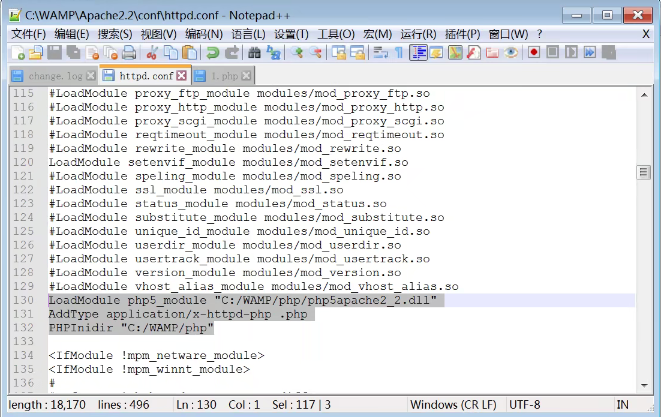 C:\WAMP\Apache2.2\conf\httpd.conf - Notepad++
文件(F) 编辑(E) 搜索(S) 视图(V) 编码(N) 语言(L) 设置(T) 工具(O) 宏(M) 运行(R) 插件(P) 窗口(W) ? X
change.log httpd.conf 1.php
115 #LoadModule proxy_ftp_module modules/mod_proxy_ftp.so
116 #LoadModule proxy_http_module modules/mod_proxy_http.so
117 #LoadModule proxy_scgi_module modules/mod_proxy_scgi.so
118 #LoadModule reqtimeout_module modules/mod_reqtimeout.so
119 #LoadModule rewrite_module modules/mod_rewrite.so
120 LoadModule setenvif_module modules/mod_setenvif.so
121 #LoadModule speling_module modules/mod_speling.so
122 #LoadModule ssl_module modules/mod_ssl.so
123 #LoadModule status_module modules/mod_status.so
124 #LoadModule substitute_module modules/mod_substitute.so
125 #LoadModule unique_id_module modules/mod_unique_id.so
126 #LoadModule userdir_module modules/mod_userdir.so
127 #LoadModule usertrack_module modules/mod_usertrack.so
128 #LoadModule version_module modules/mod_version.so
129 #LoadModule vhost_alias_module modules/mod_vhost_alias.so
130 LoadModule php5_module "C:/WAMP/php/php5apache2_2.dll"
131 AddType application/x-httpd-php .php
132 PHPInidir "C:/WAMP/php"
133
134 <IfModule !mpm_netware_module>
135 <IfModule !mpm_winnt_module>
136 #
length : 18,170 lines : 496 Ln : 130 Col : 1 Sel : 117 | 3 Windows (CR LF) UTF-8 IN